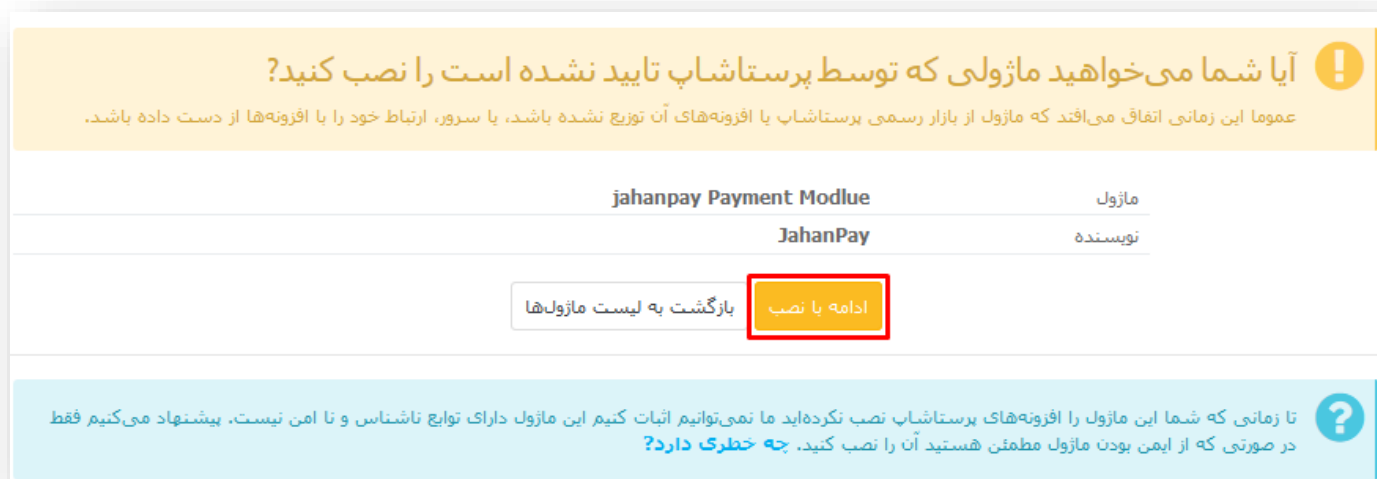 آیا شما می‌خواهید ماژولی که توسط پرستاشاپ تایید نشده است را نصب کنید?
عموما این زمانی اتفاق می‌افتد که ماژول از بازار رسمی پرستاشاپ یا افزونه‌های آن توزیع نشده باشد، یا سرور، ارتباط خود را با افزونه‌ها از دست داده باشد.
ماژول jahanpay Payment Modlue
نویسنده JahanPay
ادامه با نصب بازگشت به لیست ماژول‌ها
تا زمانی که شما این ماژول را افزونه‌های پرستاشاپ نصب نکرده‌اید ما نمی‌توانیم اثبات کنیم این ماژول دارای توابع ناشناس و نا امن نیست. پیشنهاد می‌کنیم فقط
در صورتی که از ایمن بودن ماژول مطمئن هستید آن را نصب کنید. چه خطری دارد?